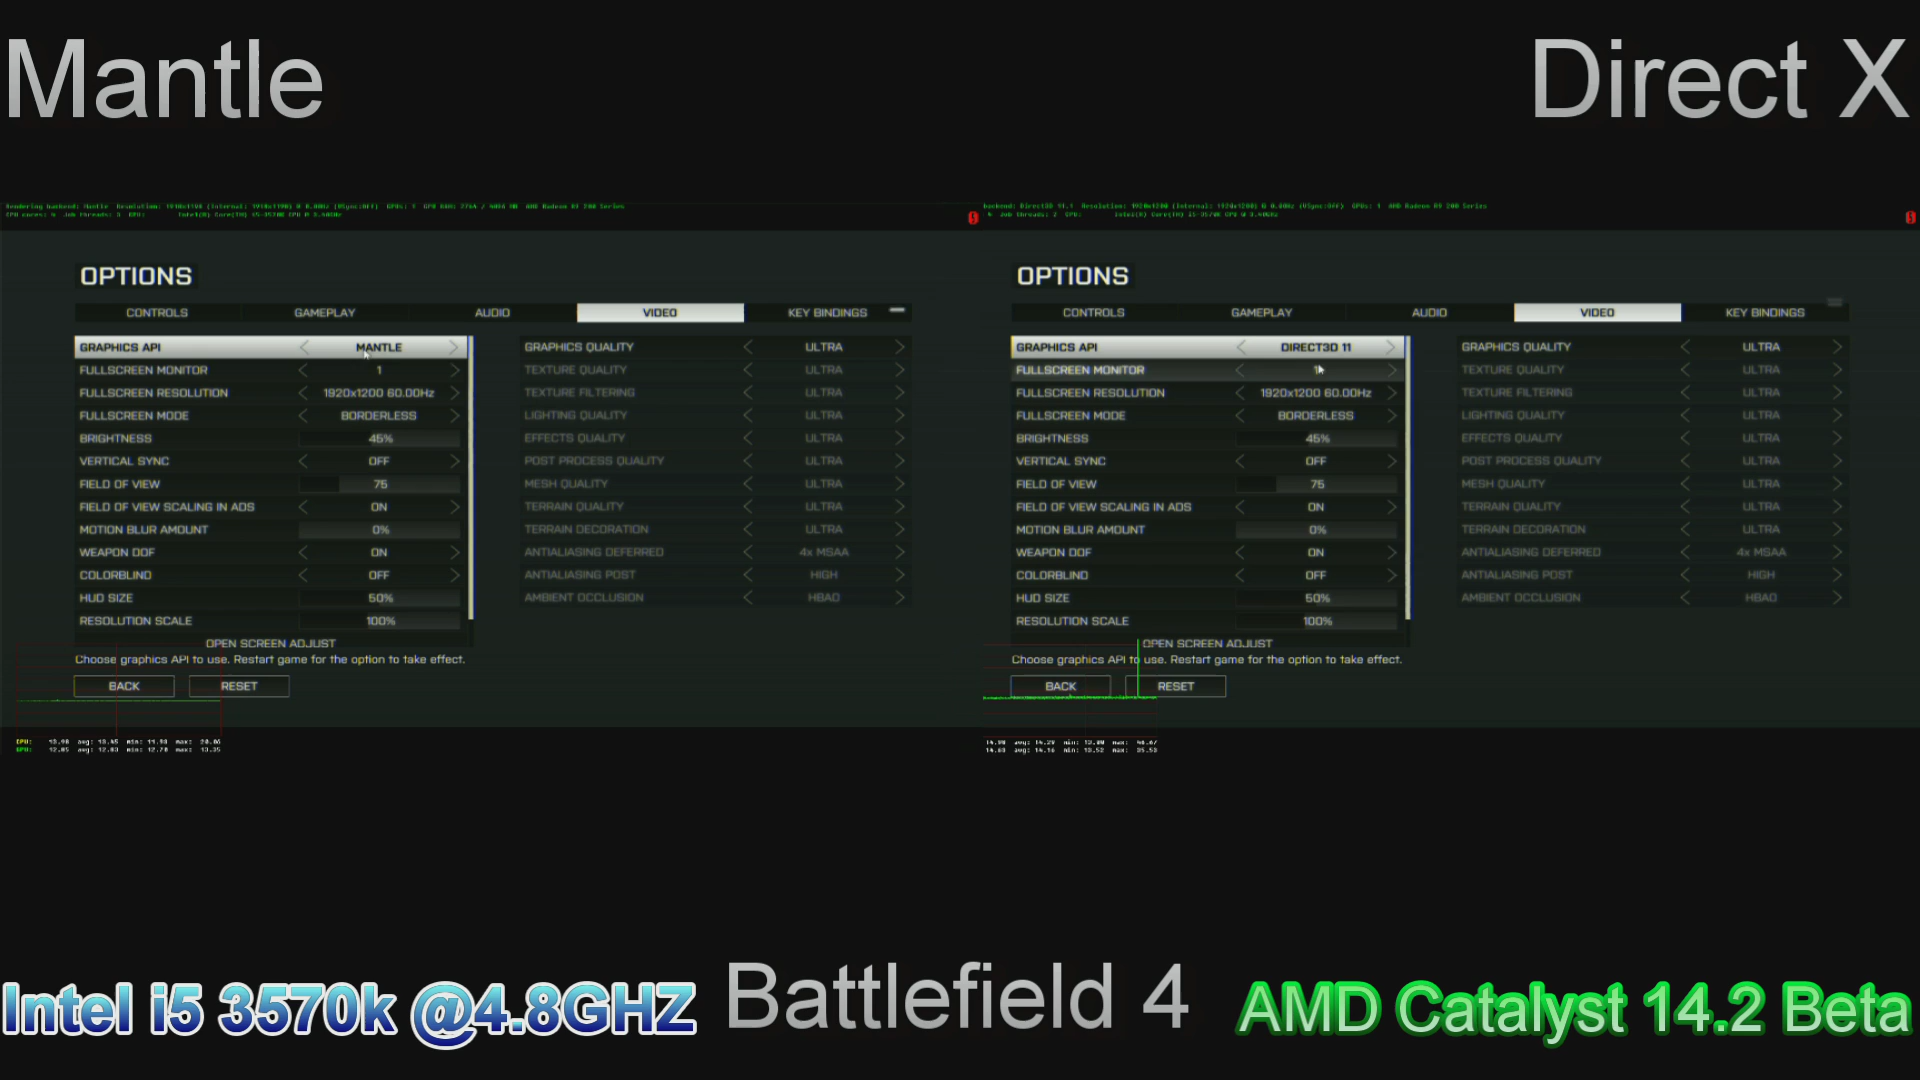 Mantle
Direct X
OPTIONS
CONTROLS GAMEPLAY AUDIO VIDEO KEY BINDINGS
GRAPHICS API MANTLE
FULLSCREEN MONITOR 1
FULLSCREEN RESOLUTION 1920x1200 60.00Hz
FULLSCREEN MODE BORDERLESS
BRIGHTNESS 45%
VERTICAL SYNC OFF
FIELD OF VIEW 75
FIELD OF VIEW SCALING IN ADS ON
MOTION BLUR AMOUNT 0%
WEAPON DOF ON
COLORBLIND OFF
HUD SIZE 50%
RESOLUTION SCALE 100%
OPEN SCREEN ADJUST
Choose graphics API to use. Restart game for the option to take effect.
BACK RESET
GRAPHICS QUALITY ULTRA
TEXTURE QUALITY ULTRA
TEXTURE FILTERING ULTRA
LIGHTING QUALITY ULTRA
EFFECTS QUALITY ULTRA
POST PROCESS QUALITY ULTRA
MESH QUALITY ULTRA
TERRAIN QUALITY ULTRA
TERRAIN DECORATION ULTRA
ANTIALIASING DEFERRED 4x MSAA
ANTIALIASING POST HIGH
AMBIENT OCCLUSION HBAO
OPTIONS
CONTROLS GAMEPLAY AUDIO VIDEO KEY BINDINGS
GRAPHICS API DIRECT3D 11
FULLSCREEN MONITOR 1
FULLSCREEN RESOLUTION 1920x1200 60.00Hz
FULLSCREEN MODE BORDERLESS
BRIGHTNESS 45%
VERTICAL SYNC OFF
FIELD OF VIEW 75
FIELD OF VIEW SCALING IN ADS ON
MOTION BLUR AMOUNT 0%
WEAPON DOF ON
COLORBLIND OFF
HUD SIZE 50%
RESOLUTION SCALE 100%
OPEN SCREEN ADJUST
Choose graphics API to use. Restart game for the option to take effect.
BACK RESET
GRAPHICS QUALITY ULTRA
TEXTURE QUALITY ULTRA
TEXTURE FILTERING ULTRA
LIGHTING QUALITY ULTRA
EFFECTS QUALITY ULTRA
POST PROCESS QUALITY ULTRA
MESH QUALITY ULTRA
TERRAIN QUALITY ULTRA
TERRAIN DECORATION ULTRA
ANTIALIASING DEFERRED 4x MSAA
ANTIALIASING POST HIGH
AMBIENT OCCLUSION HBAO
Intel i5 3570k @4.8GHZ
Battlefield 4
AMD Catalyst 14.2 Beta